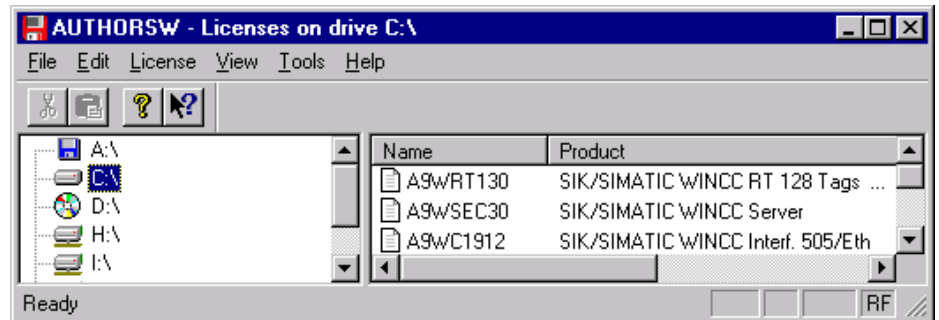 AUTHORSW - Licenses on drive C:\
File Edit License View Tools Help
A:\
C:\
D:\
H:\
I:\
Name Product
A9WRT130 SIK/SIMATIC WINCC RT 128 Tags ...
A9WSEC30 SIK/SIMATIC WINCC Server
A9WC1912 SIK/SIMATIC WINCC Interf. 505/Eth
Ready RF